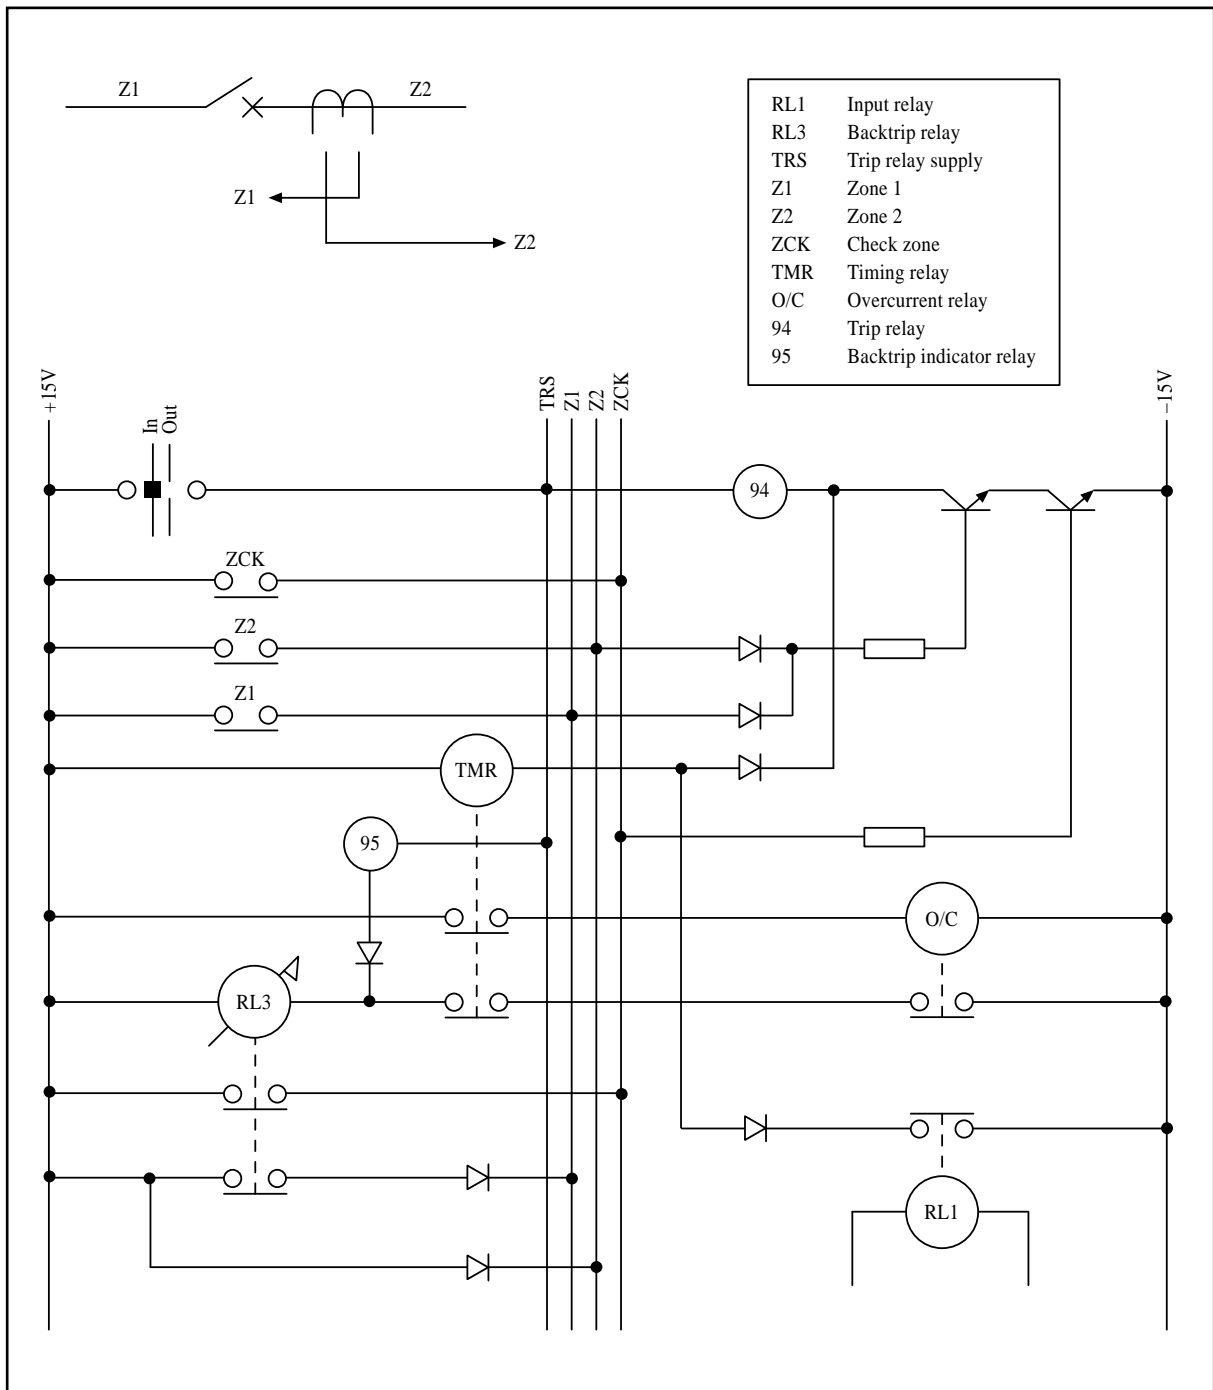 Z1
Z2
Z1
Z2
RL1 Input relay
RL3 Backtrip relay
TRS Trip relay supply
Z1 Zone 1
Z2 Zone 2
ZCK Check zone
TMR Timing relay
O/C Overcurrent relay
94 Trip relay
95 Backtrip indicator relay
+15V
In
Out
TRS
Z1
Z2
ZCK
–15V
94
ZCK
Z2
Z1
TMR
95
O/C
RL3
RL1